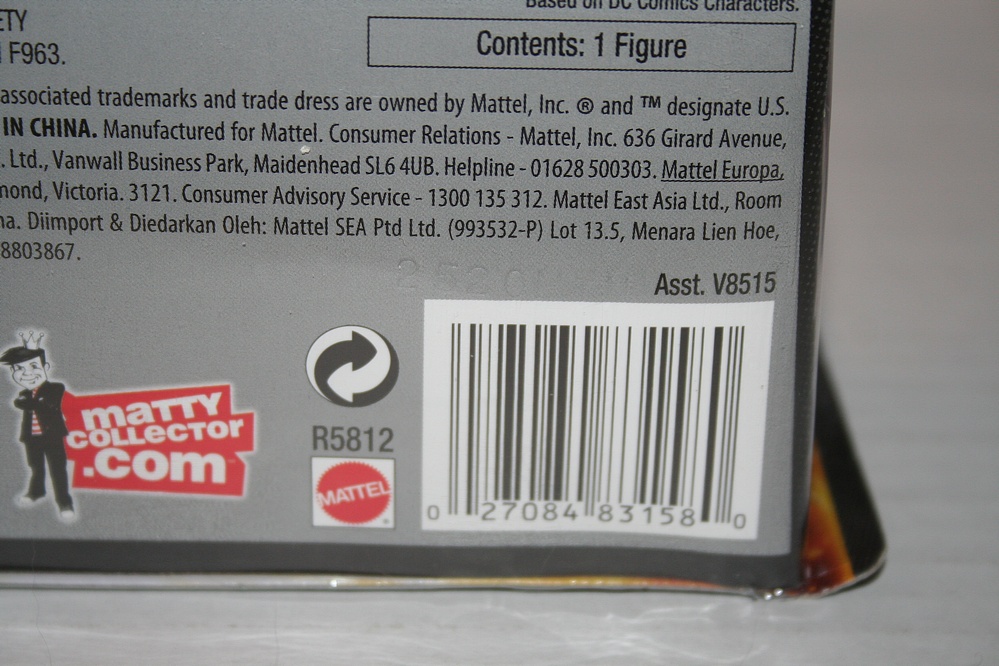 Based on DC Comics Characters.
ETY
F963.
Contents: 1 Figure
associated trademarks and trade dress are owned by Mattel, Inc. ® and ™ designate U.S.
IN CHINA. Manufactured for Mattel. Consumer Relations - Mattel, Inc. 636 Girard Avenue,
. Ltd., Vanwall Business Park, Maidenhead SL6 4UB. Helpline - 01628 500303. Mattel Europa,
mond, Victoria. 3121. Consumer Advisory Service - 1300 135 312. Mattel East Asia Ltd., Room
na. Diimport & Diedarkan Oleh: Mattel SEA Ptd Ltd. (993532-P) Lot 13.5, Menara Lien Hoe,
8803867.
Asst. V8515
maTTY
COLLECTOR
.com
R5812
MATTEL
0 27084 83158 0